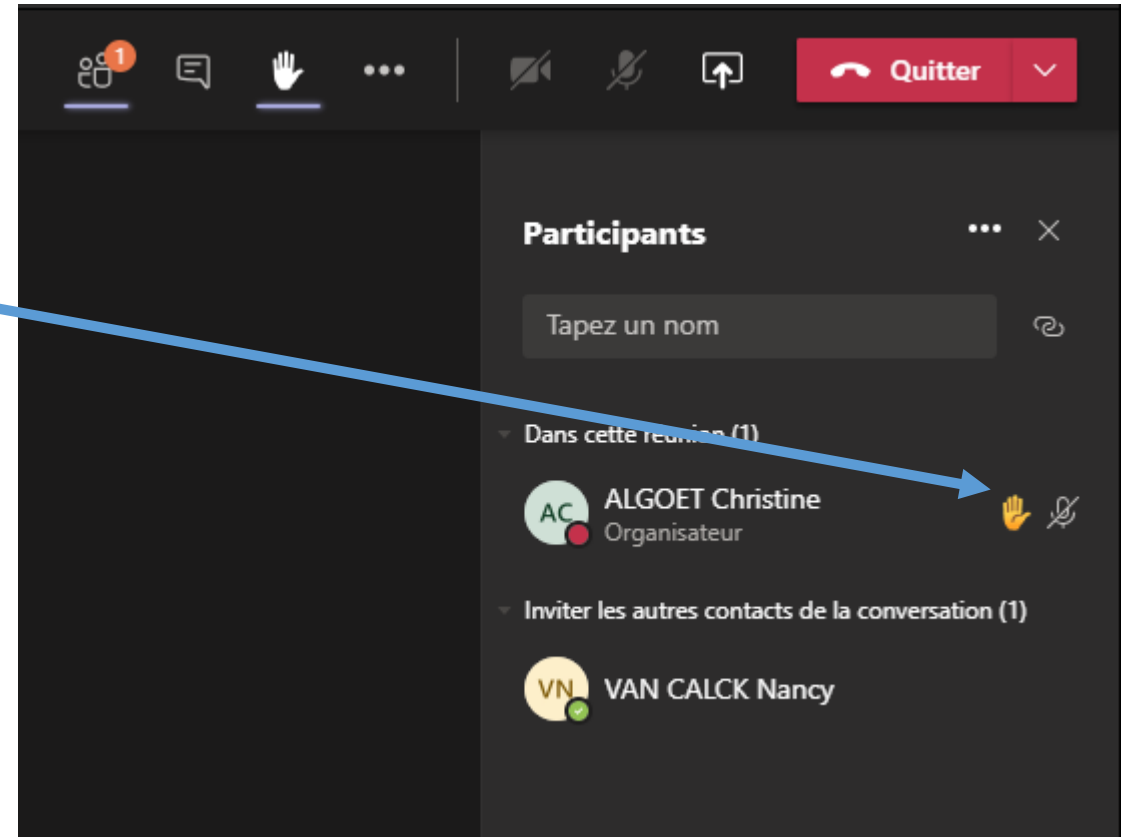 1
Quitter
Participants
Tapez un nom
Dans cette réunion (1)
AC
ALGOET Christine
Organisateur
Inviter les autres contacts de la conversation (1)
VN
VAN CALCK Nancy